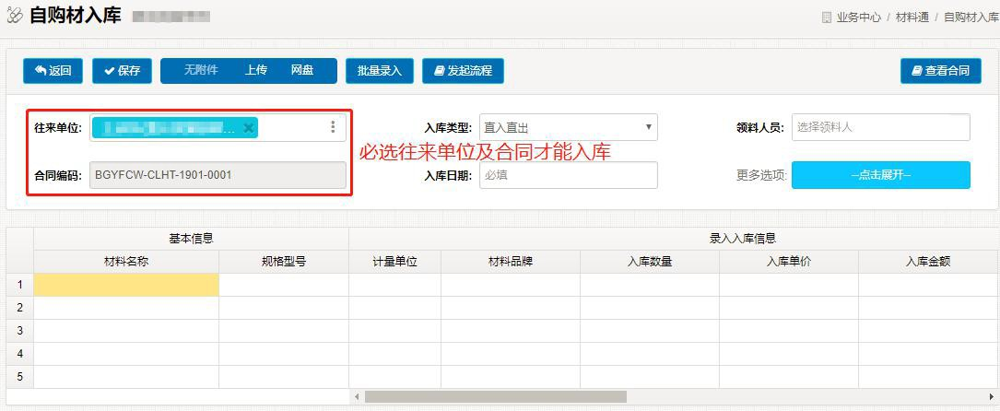 自购材入库
业务中心 / 材料通 / 自购材入库
返回 保存 无附件 上传 网盘 批量录入 发起流程 查看合同
往来单位: ... 入库类型: 直入直出 领料人员: 选择领料人
必选往来单位及合同才能入库
合同编码: BGYFCW-CLHT-1901-0001 入库日期: 必填 更多选项: --点击展开--
基本信息 录入入库信息
材料名称 规格型号 计量单位 材料品牌 入库数量 入库单价 入库金额
1
2
3
4
5